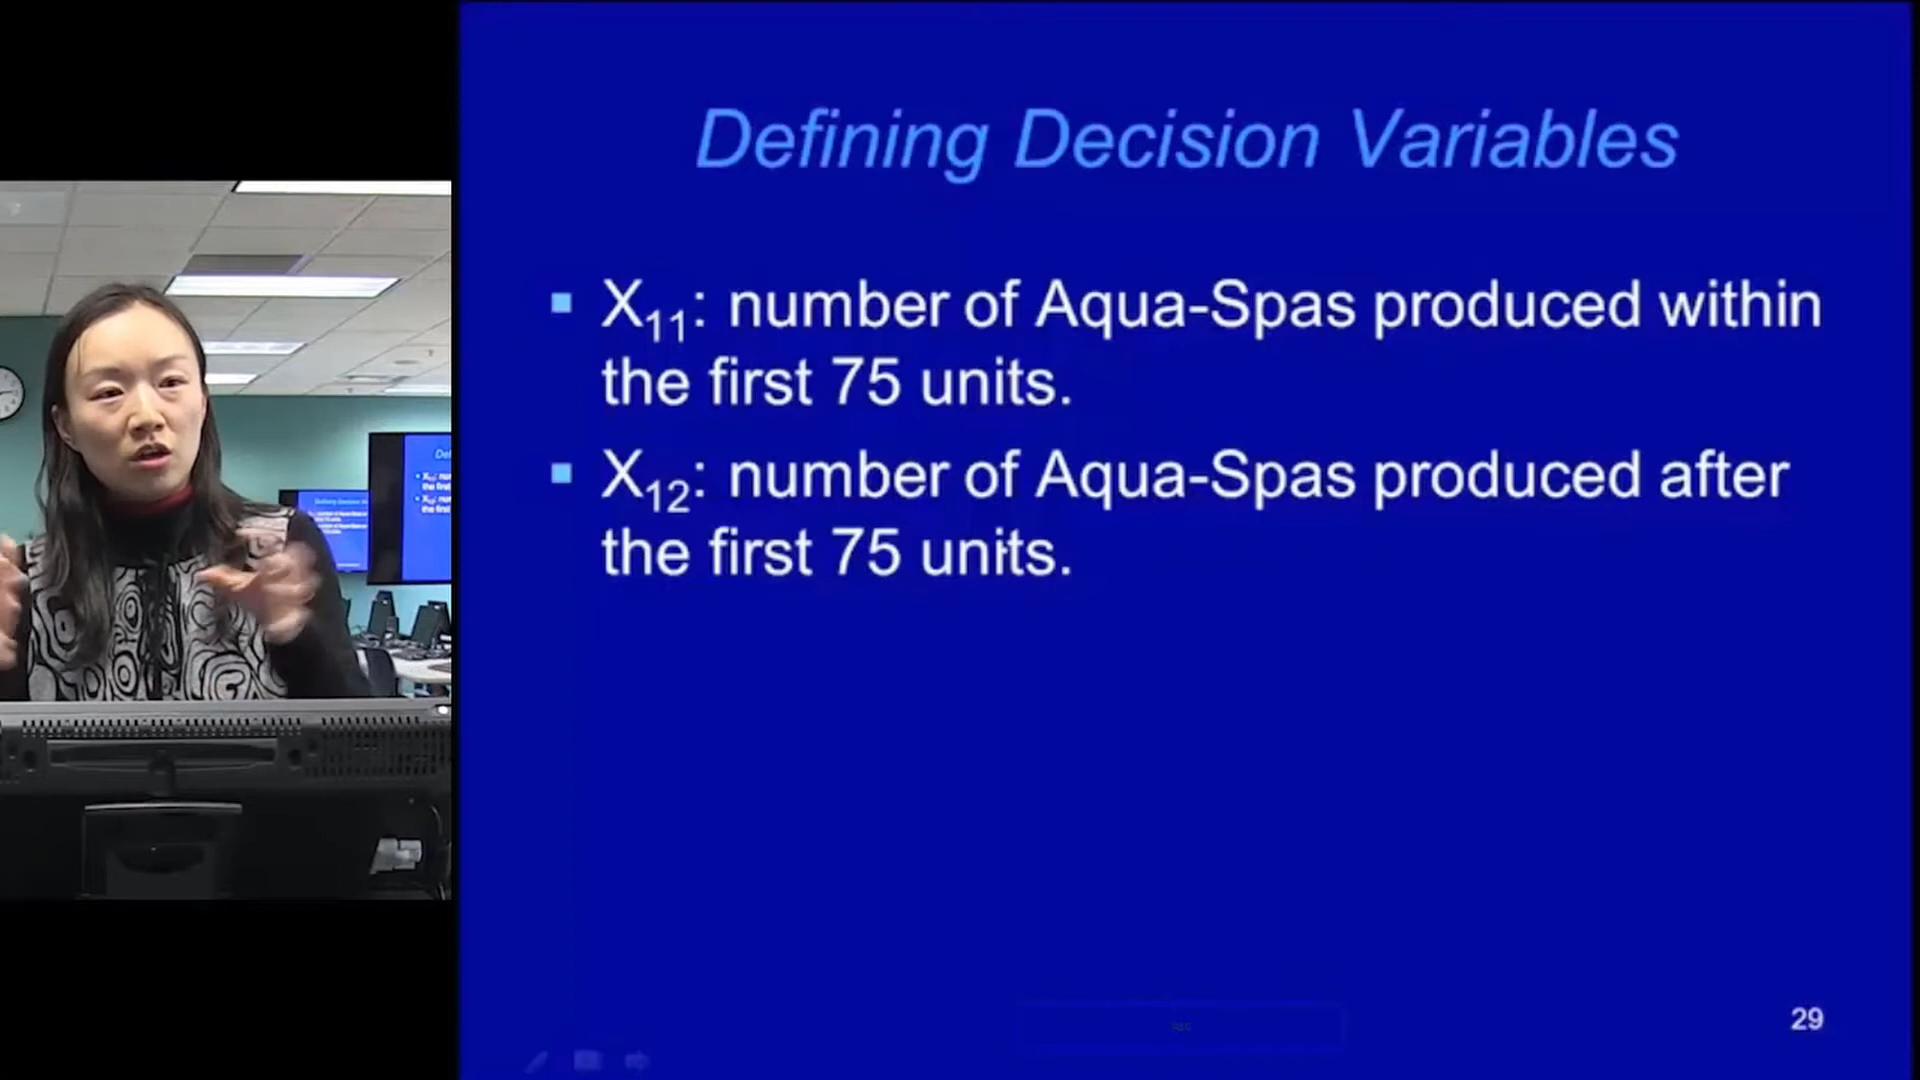 Defining Decision Variables
▪ X₁₁: number of Aqua-Spas produced within
the first 75 units.
▪ X₁₂: number of Aqua-Spas produced after
the first 75 units.
29